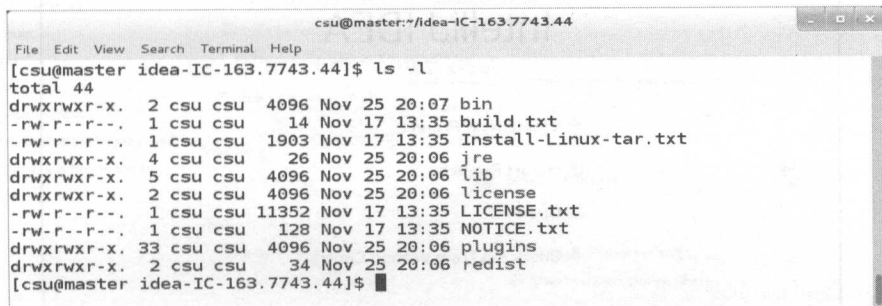 csu@master:~/idea-IC-163.7743.44
File Edit View Search Terminal Help
[csu@master idea-IC-163.7743.44]$ ls -l
total 44
drwxrwxr-x. 2 csu csu 4096 Nov 25 20:07 bin
-rw-r--r--. 1 csu csu 14 Nov 17 13:35 build.txt
-rw-r--r--. 1 csu csu 1903 Nov 17 13:35 Install-Linux-tar.txt
drwxrwxr-x. 4 csu csu 26 Nov 25 20:06 jre
drwxrwxr-x. 5 csu csu 4096 Nov 25 20:06 lib
drwxrwxr-x. 2 csu csu 4096 Nov 25 20:06 license
-rw-r--r--. 1 csu csu 11352 Nov 17 13:35 LICENSE.txt
-rw-r--r--. 1 csu csu 128 Nov 17 13:35 NOTICE.txt
drwxrwxr-x. 33 csu csu 4096 Nov 25 20:06 plugins
drwxrwxr-x. 2 csu csu 34 Nov 25 20:06 redist
[csu@master idea-IC-163.7743.44]$